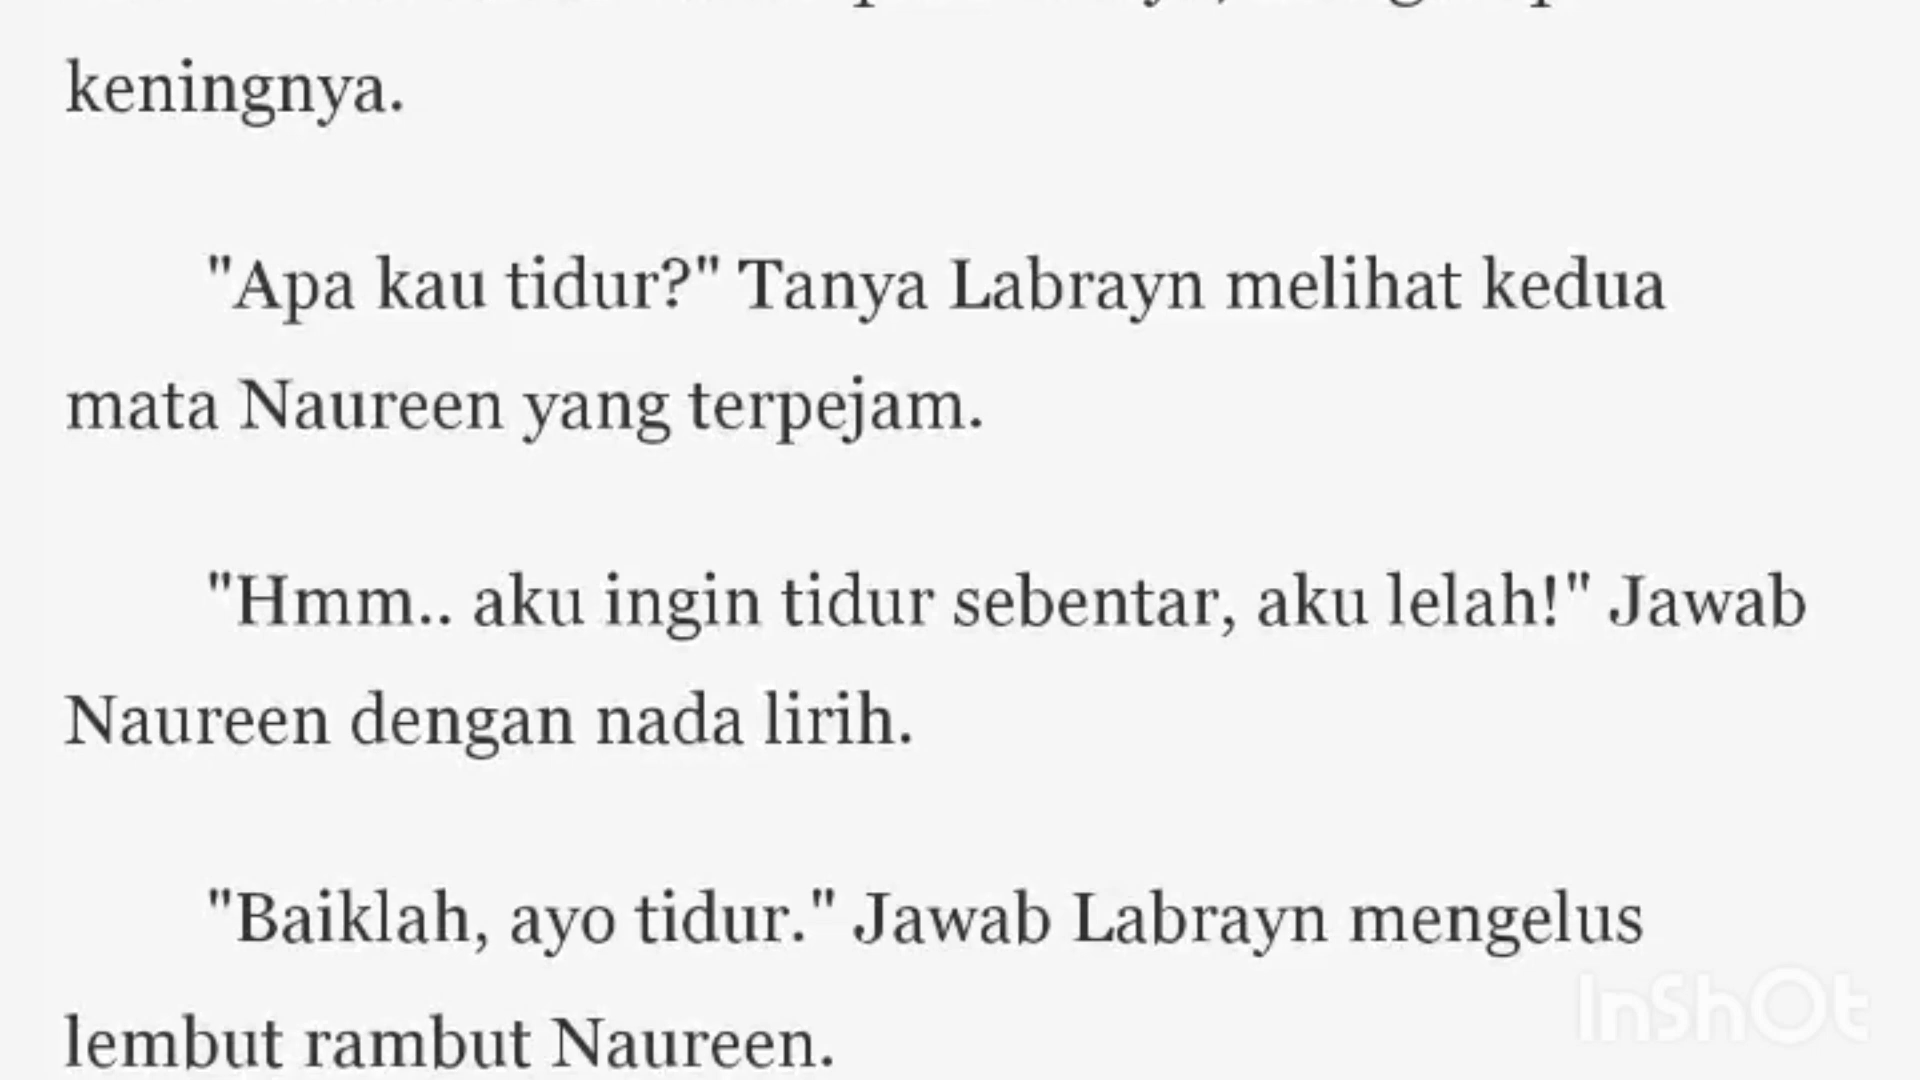 keningnya.
"Apa kau tidur?" Tanya Labrayn melihat kedua
mata Naureen yang terpejam.
"Hmm.. aku ingin tidur sebentar, aku lelah!" Jawab
Naureen dengan nada lirih.
"Baiklah, ayo tidur." Jawab Labrayn mengelus
lembut rambut Naureen.
InShOt